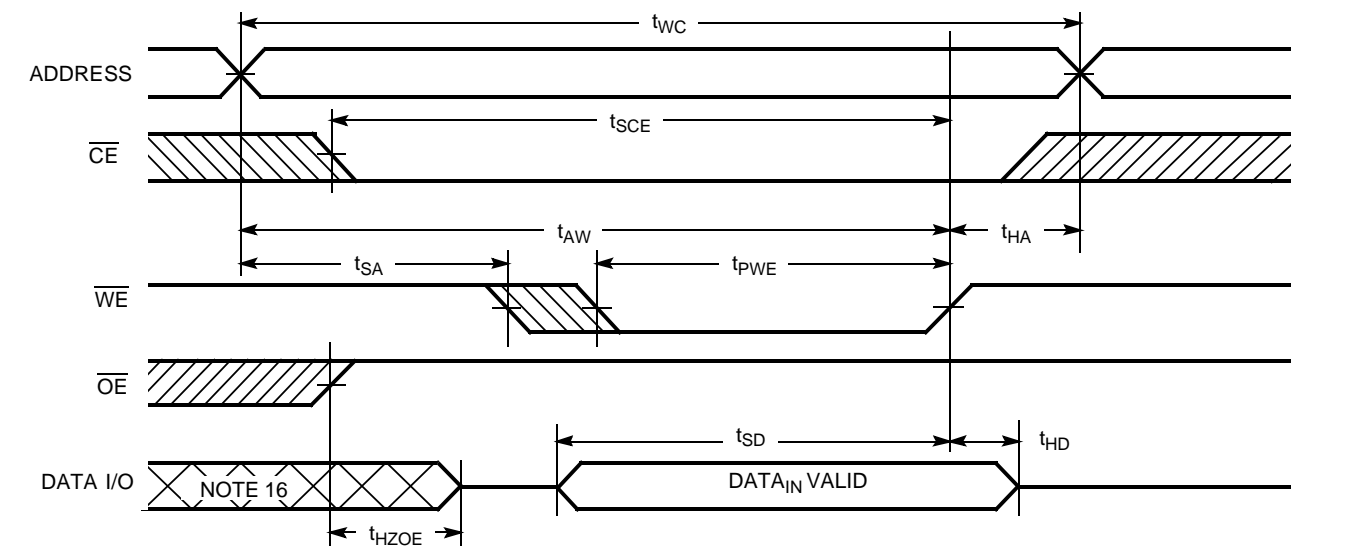 tWC
ADDRESS
tSCE
CE
tAW
tHA
tSA
tPWE
WE
OE
tSD
tHD
DATA I/O
NOTE 16
DATAIN VALID
tHZOE